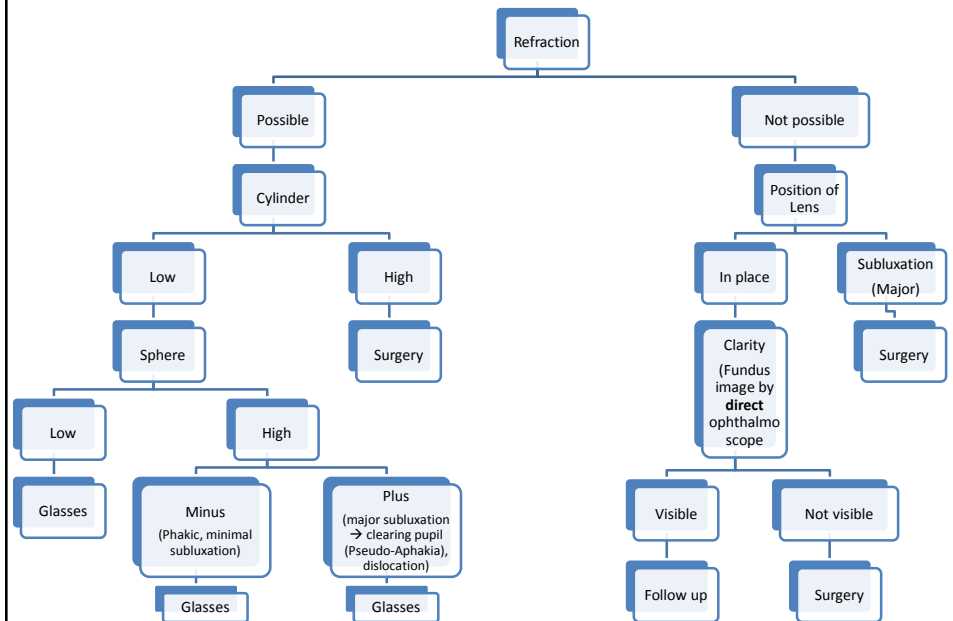 Refraction
Possible
Not possible
Cylinder
Position of
Lens
Low
High
In place
Subluxation
(Major)
Sphere
Surgery
Clarity
(Fundus
image by
direct
ophthalmo
scope
Surgery
Low
High
Glasses
Minus
(Phakic, minimal
subluxation)
Plus
(major subluxation
→ clearing pupil
(Pseudo-Aphakia),
dislocation)
Visible
Not visible
Glasses
Glasses
Follow up
Surgery